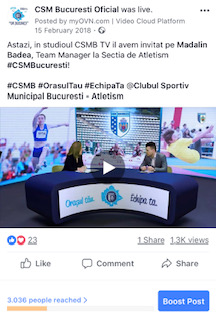 CSM Bucuresti Oficial was live.
Posted by myOVN.com | Video Cloud Platform
15 February 2018
Astazi, in studioul CSMB TV il avem invitat pe Madalin
Badea, Team Manager la Sectia de Atletism
#CSMBucuresti!
#CSMB #OrasulTau #EchipaTa @Clubul Sportiv
Municipal Bucuresti - Atletism
Orașul tău.
Echipa ta.
23
1 Share
1.3K views
Like
Comment
Share
3.036 people reached
Boost Post